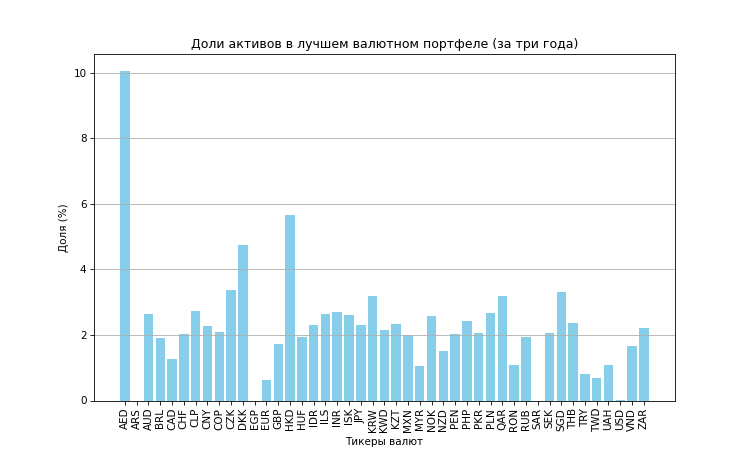 Доли активов в лучшем валютном портфеле (за три года)
Доля (%)
10
8
6
4
2
0
AED ARS AUD BRL CAD CHF CLP CNY COP CZK DKK EGP EUR GBP HKD HUF IDR ILS INR ISK JPY KRW KWD KZT MXN MYR NOK NZD PEN PHP PKR PLN QAR RON RUB SAR SEK SGD THB TRY TWD UAH USD VND ZAR
Тикеры валют